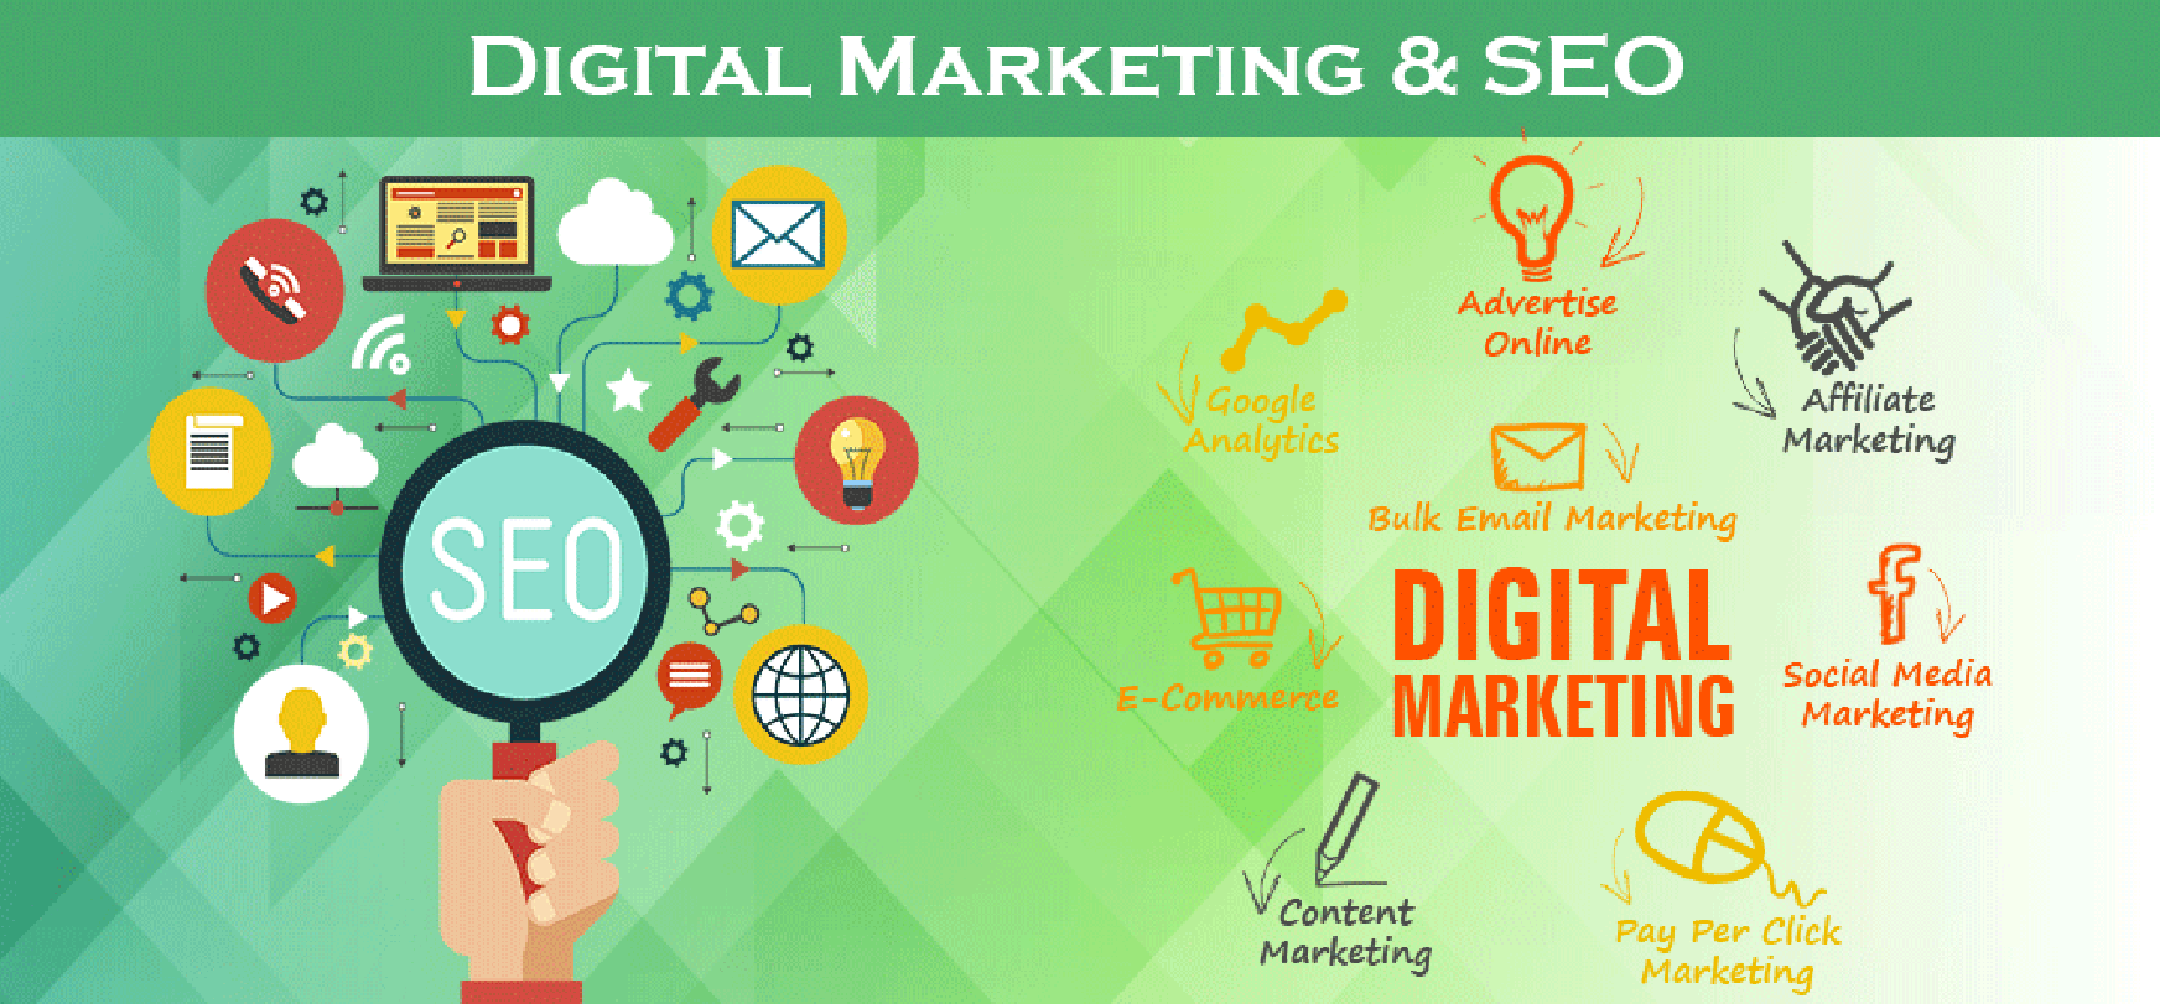 DIGITAL MARKETING & SEO
SEO
Advertise
Online
Google
Analytics
Affiliate
Marketing
Bulk Email Marketing
E-Commerce
DIGITAL
MARKETING
Social Media
Marketing
Content
Marketing
Pay Per Click
Marketing